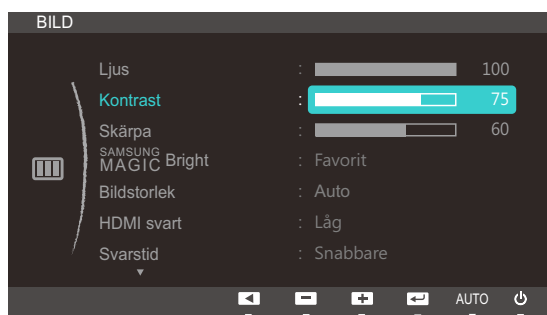 BILD
Ljus : 100
Kontrast : 75
Skärpa : 60
SAMSUNG
MAGIC Bright : Favorit
Bildstorlek : Auto
HDMI svart : Låg
Svarstid : Snabbare
AUTO